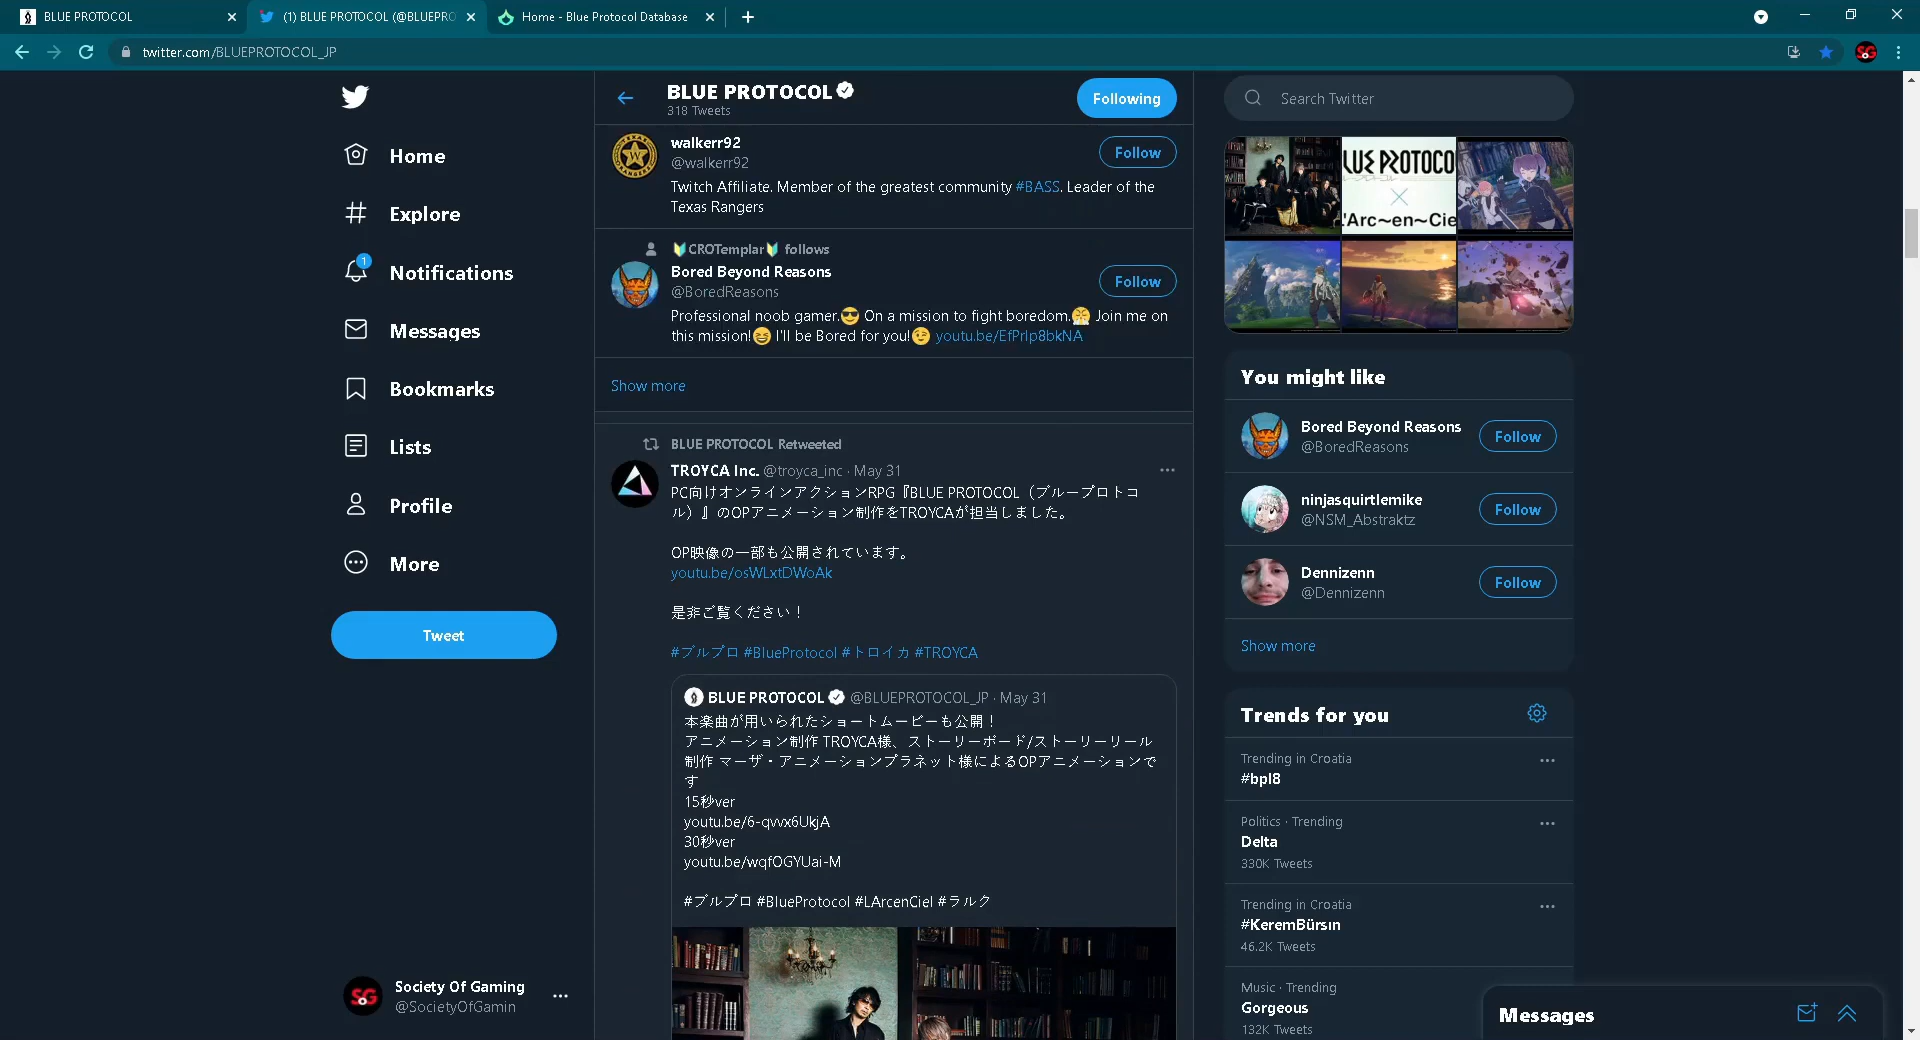 BLUE PROTOCOL
(1) BLUE PROTOCOL (@BLUEPRO
Home - Blue Protocol Database
twitter.com/BLUEPROTOCOL_JP
Home
Explore
1
Notifications
Messages
Bookmarks
Lists
Profile
More
Tweet
Society Of Gaming
@SocietyOfGamin
BLUE PROTOCOL
318 Tweets
Following
walkerr92
@walkerr92
Follow
Twitch Affiliate. Member of the greatest community #BASS. Leader of the
Texas Rangers
🔰CROTemplar🔰 follows
Bored Beyond Reasons
@BoredReasons
Follow
Professional noob gamer.😎 On a mission to fight boredom.😤 Join me on
this mission!😆 I'll be Bored for you!😉 youtu.be/EfPrIp8bkNA
Show more
BLUE PROTOCOL Retweeted
TROYCA Inc. @troyca_inc · May 31
PC向けオンラインアクションRPG『BLUE PROTOCOL（ブループロトコ
ル）』のOPアニメーション制作をTROYCAが担当しました。
OP映像の一部も公開されています。
youtu.be/osWLxtDWoAk
是非ご覧ください！
#ブルプロ #BlueProtocol #トロイカ #TROYCA
BLUE PROTOCOL @BLUEPROTOCOL_JP · May 31
本楽曲が用いられたショートムービーも公開！
アニメーション制作 TROYCA様、ストーリーボード/ストーリーリール
制作 マーザ・アニメーションプラネット様によるOPアニメーションで
す
15秒ver
youtu.be/6-qvvx6UkjA
30秒ver
youtu.be/wqfOGYUai-M
#ブルプロ #BlueProtocol #LArcenCiel #ラルク
Search Twitter
LUE PROTOCO
'Arc~en~Cie
You might like
Bored Beyond Reasons
@BoredReasons
Follow
ninjasquirtlemike
@NSM_Abstraktz
Follow
Dennizenn
@Dennizenn
Follow
Show more
Trends for you
Trending in Croatia
#bpl8
Politics · Trending
Delta
330K Tweets
Trending in Croatia
#KeremBürsin
46.2K Tweets
Music · Trending
Gorgeous
132K Tweets
Messages